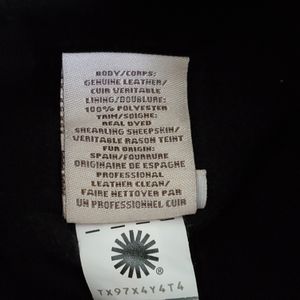 BODY/CORPS:
GENUINE LEATHER/
CUIR VERITABLE
LINING/DOUBLURE:
100% POLYESTER
TRIM/SOIGNE:
REAL DYED
SHEARLING SHEEPSKIN/
VERITABLE RASON TEINT
FUR ORIGIN:
SPAIN/FOURRURE
ORIGINAIRE DE ESPAGNE
PROFESSIONAL
LEATHER CLEAN/
FAIRE NETTOYER PAR
UN PROFESSIONNEL CUIR
®
TX97X4Y4T4